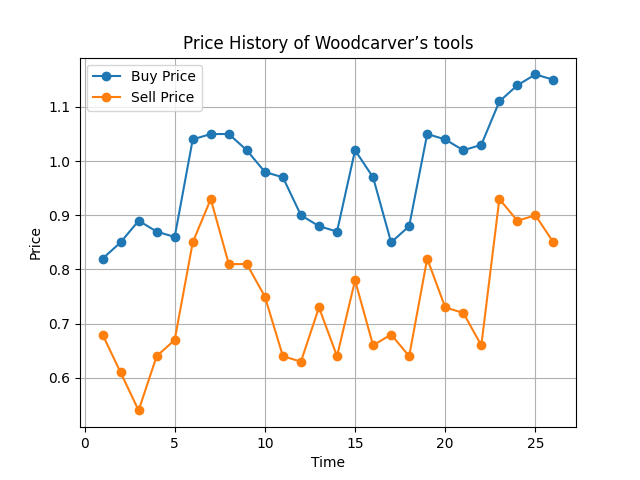 Price History of Woodcarver’s tools
Buy Price
Sell Price
Price
1.1
1.0
0.9
0.8
0.7
0.6
0 5 10 15 20 25
Time